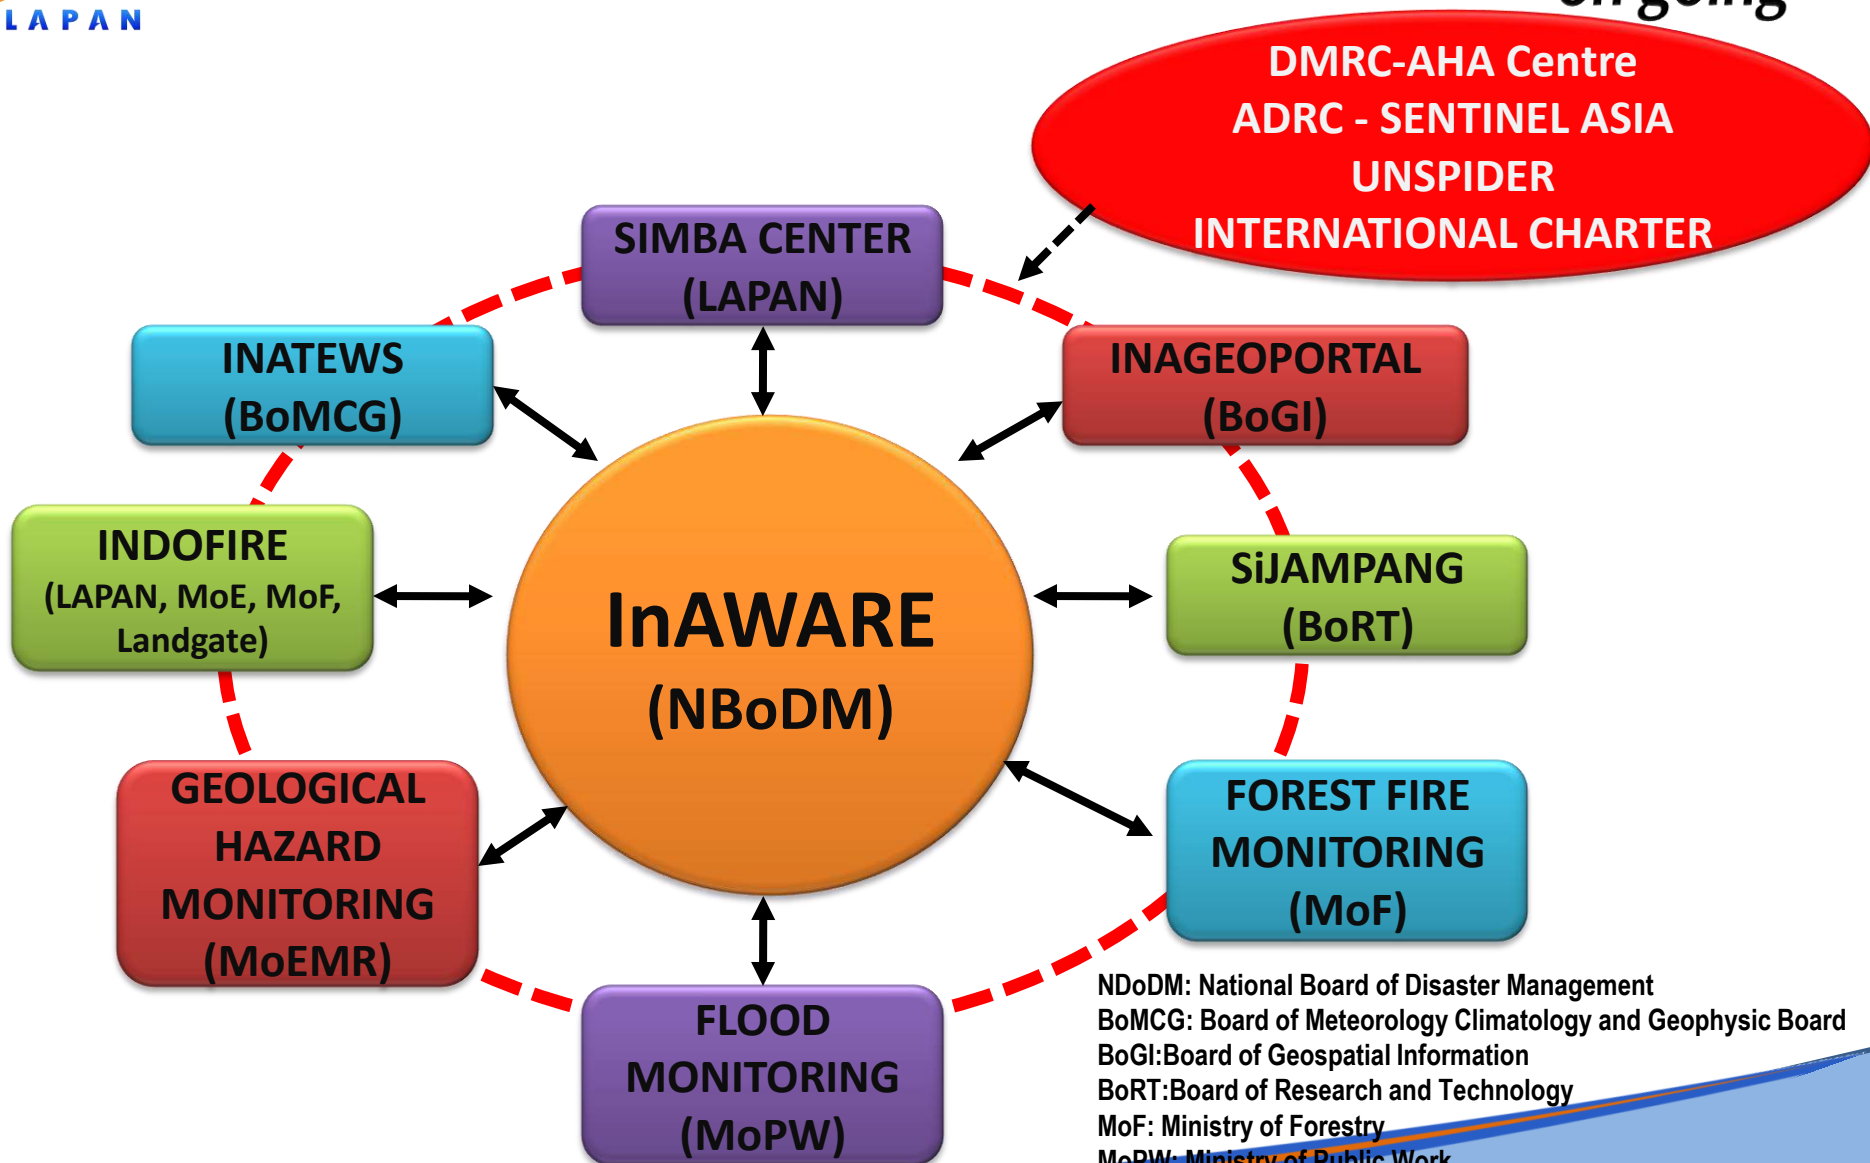 LAPAN
on going
DMRC-AHA Centre
ADRC - SENTINEL ASIA
UNSPIDER
INTERNATIONAL CHARTER
SIMBA CENTER
(LAPAN)
INATEWS
(BoMCG)
INAGEOPORTAL
(BoGI)
INDOFIRE
(LAPAN, MoE, MoF,
Landgate)
InAWARE
(NBoDM)
SiJAMPANG
(BoRT)
GEOLOGICAL
HAZARD
MONITORING
(MoEMR)
FOREST FIRE
MONITORING
(MoF)
FLOOD
MONITORING
(MoPW)
NDoDM: National Board of Disaster Management
BoMCG: Board of Meteorology Climatology and Geophysic Board
BoGI:Board of Geospatial Information
BoRT:Board of Research and Technology
MoF: Ministry of Forestry
MoPW: Ministry of Public Work